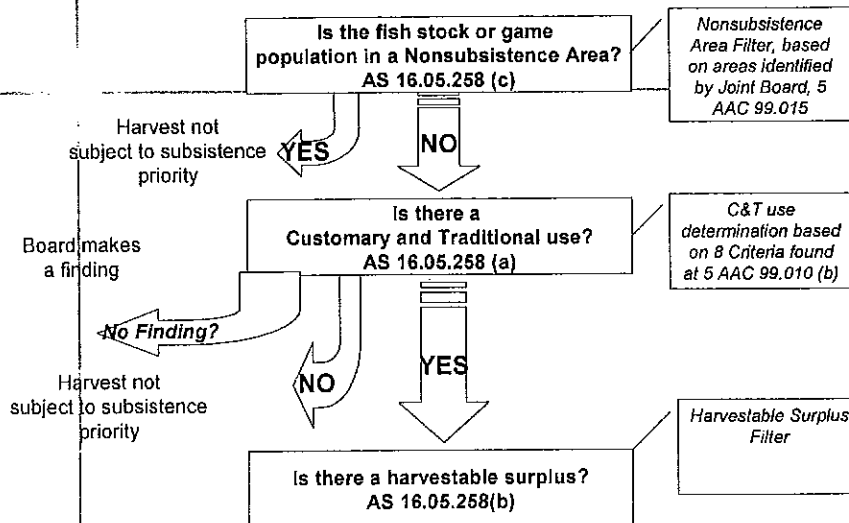 Is the fish stock or game
population in a Nonsubsistence Area?
AS 16.05.258 (c)
Nonsubsistence
Area Filter, based
on areas identified
by Joint Board, 5
AAC 99.015
Harvest not
subject to subsistence
priority
YES
NO
Is there a
Customary and Traditional use?
AS 16.05.258 (a)
C&T use
determination based
on 8 Criteria found
at 5 AAC 99.010 (b)
Board makes
a finding
No Finding?
Harvest not
subject to subsistence
priority
NO
YES
Is there a harvestable surplus?
AS 16.05.258(b)
Harvestable Surplus
Filter